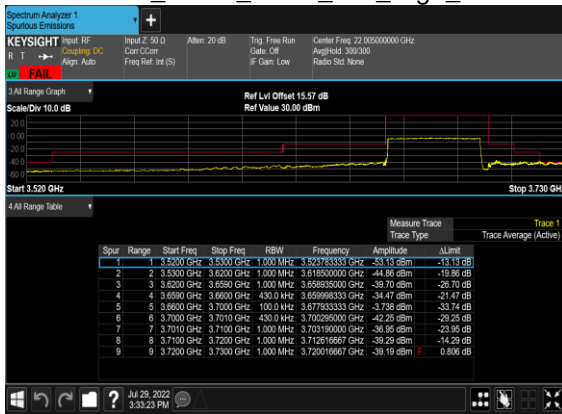 Spectrum Analyzer 1
Spurious Emissions
KEYSIGHT Input: RF Input Z: 50 Ω Atten: 20 dB Trig: Free Run Center Freq: 22.005000000 GHz
R T Coupling: DC Corr CCorr Gate: Off Avg|Hold: 300/300
Align: Auto Freq Ref: Int (S) IF Gain: Low Radio Std: None
FAIL
3 All Range Graph
Ref Lvl Offset 15.57 dB
Scale/Div 10.0 dB Ref Value 30.00 dBm
20.0
0.00
-20.0
-40.0
-60.0
Start 3.520 GHz Stop 3.730 GH
4 All Range Table
Measure Trace Trace 1
Trace Type Trace Average (Active)
Spur Range Start Freq Stop Freq RBW Frequency Amplitude ΔLimit
1 1 3.5200 GHz 3.5300 GHz 1.000 MHz 3.523783333 GHz -53.13 dBm -13.13 dB
2 2 3.5300 GHz 3.6200 GHz 1.000 MHz 3.618500000 GHz -44.86 dBm -19.86 dB
3 3 3.6200 GHz 3.6590 GHz 1.000 MHz 3.658935000 GHz -39.70 dBm -26.70 dB
4 4 3.6590 GHz 3.6600 GHz 430.0 kHz 3.659998333 GHz -34.47 dBm -21.47 dB
5 5 3.6600 GHz 3.7000 GHz 100.0 kHz 3.677933333 GHz -3.738 dBm -33.74 dB
6 6 3.7000 GHz 3.7010 GHz 430.0 kHz 3.700295000 GHz -42.25 dBm -29.25 dB
7 7 3.7010 GHz 3.7100 GHz 1.000 MHz 3.703190000 GHz -36.95 dBm -23.95 dB
8 8 3.7100 GHz 3.7200 GHz 1.000 MHz 3.712616667 GHz -39.29 dBm -14.29 dB
9 9 3.7200 GHz 3.7300 GHz 1.000 MHz 3.720016667 GHz -39.19 dBm F 0.806 dB
? Jul 29, 2022
3:33:23 PM